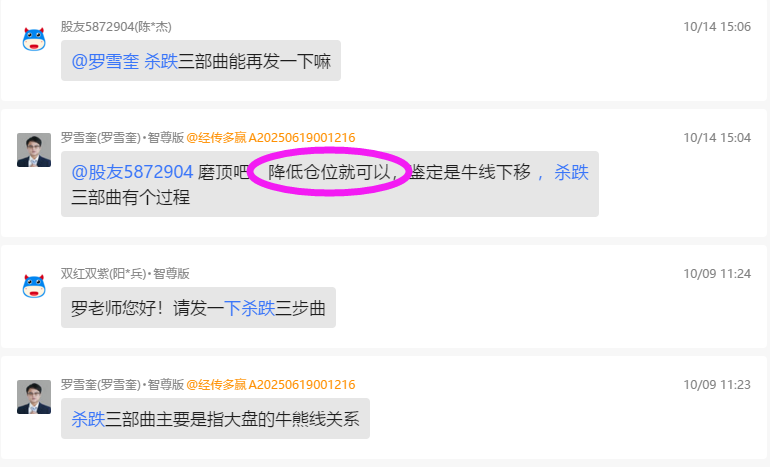 股友5872904(陈*杰)
10/14 15:06
@罗雪奎 杀跌三部曲能再发一下嘛
罗雪奎(罗雪奎)·智尊版 @经传多赢 A20250619001216
10/14 15:04
@股友5872904 磨顶吧，降低仓位就可以，鉴定是牛线下移 ，杀跌
三部曲有个过程
双红双紫(阳*兵)·智尊版
10/09 11:24
罗老师您好！请发一下杀跌三步曲
罗雪奎(罗雪奎)·智尊版 @经传多赢 A20250619001216
10/09 11:23
杀跌三部曲主要是指大盘的牛熊线关系